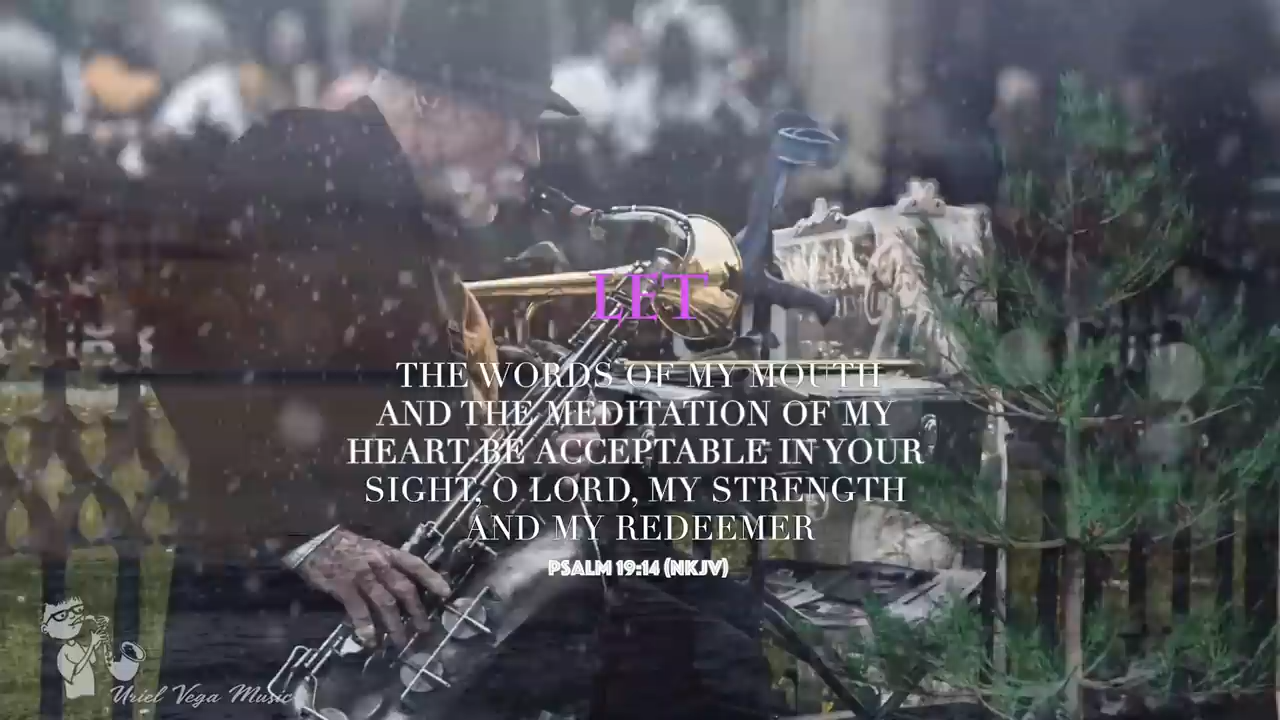 LET
THE WORDS OF MY MOUTH
AND THE MEDITATION OF MY
HEART BE ACCEPTABLE IN YOUR
SIGHT, O LORD, MY STRENGTH
AND MY REDEEMER
PSALM 19:14 (NKJV)
Uriel Vega Music